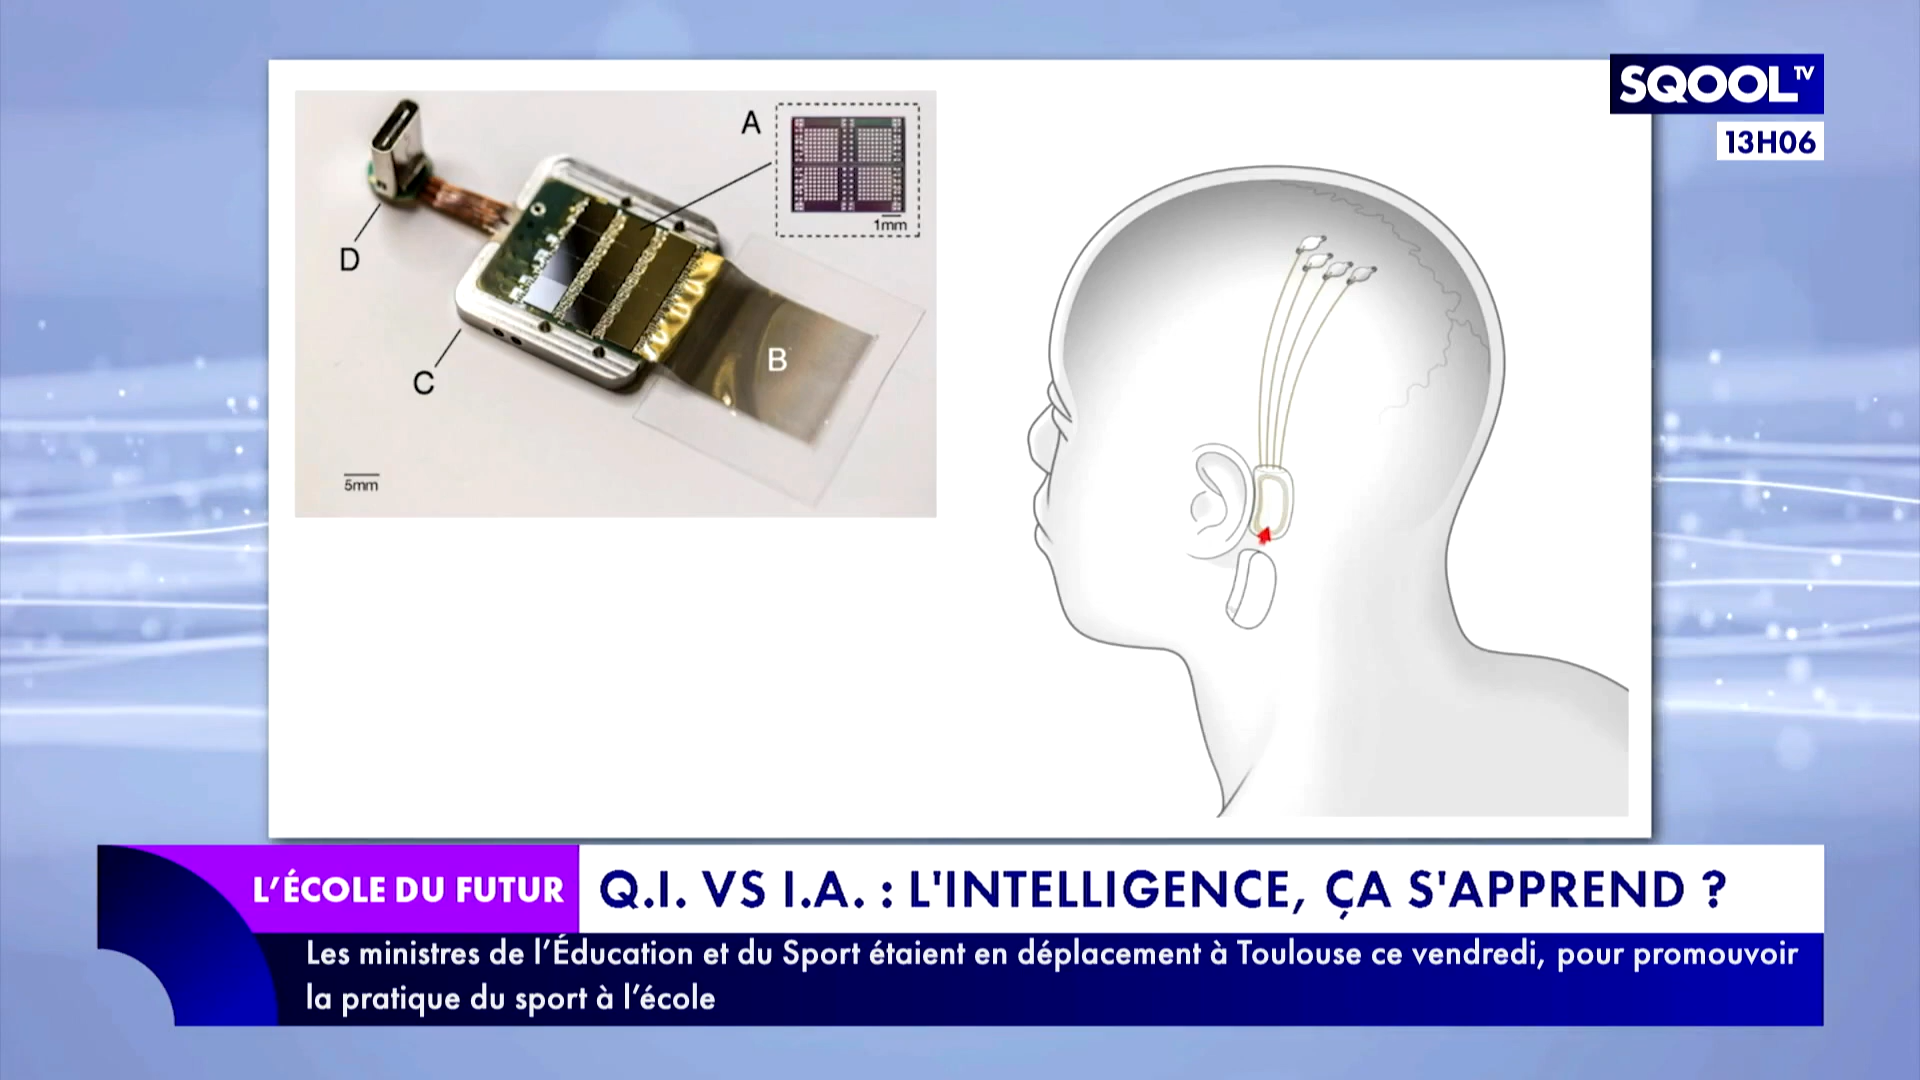 SQOOL TV
13H06
A
1mm
D
B
C
5mm
L'ÉCOLE DU FUTUR
Q.I. VS I.A. : L'INTELLIGENCE, ÇA S'APPREND ?
Les ministres de l'Éducation et du Sport étaient en déplacement à Toulouse ce vendredi, pour promouvoir
la pratique du sport à l'école